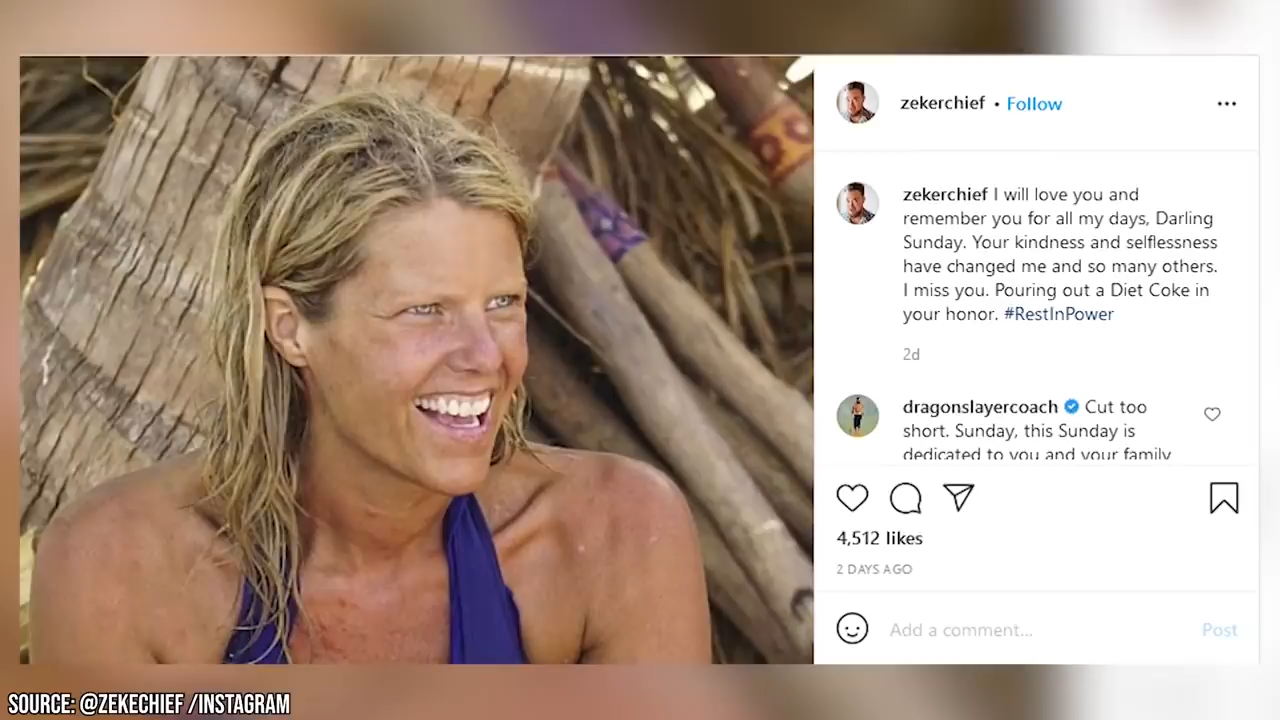 zekerchief • Follow
zekerchief I will love you and
remember you for all my days, Darling
Sunday. Your kindness and selflessness
have changed me and so many others.
I miss you. Pouring out a Diet Coke in
your honor. #RestInPower
2d
dragonslayercoach Cut too
short. Sunday, this Sunday is
dedicated to you and your family
4,512 likes
2 DAYS AGO
Add a comment... Post
SOURCE: @ZEKECHIEF /INSTAGRAM